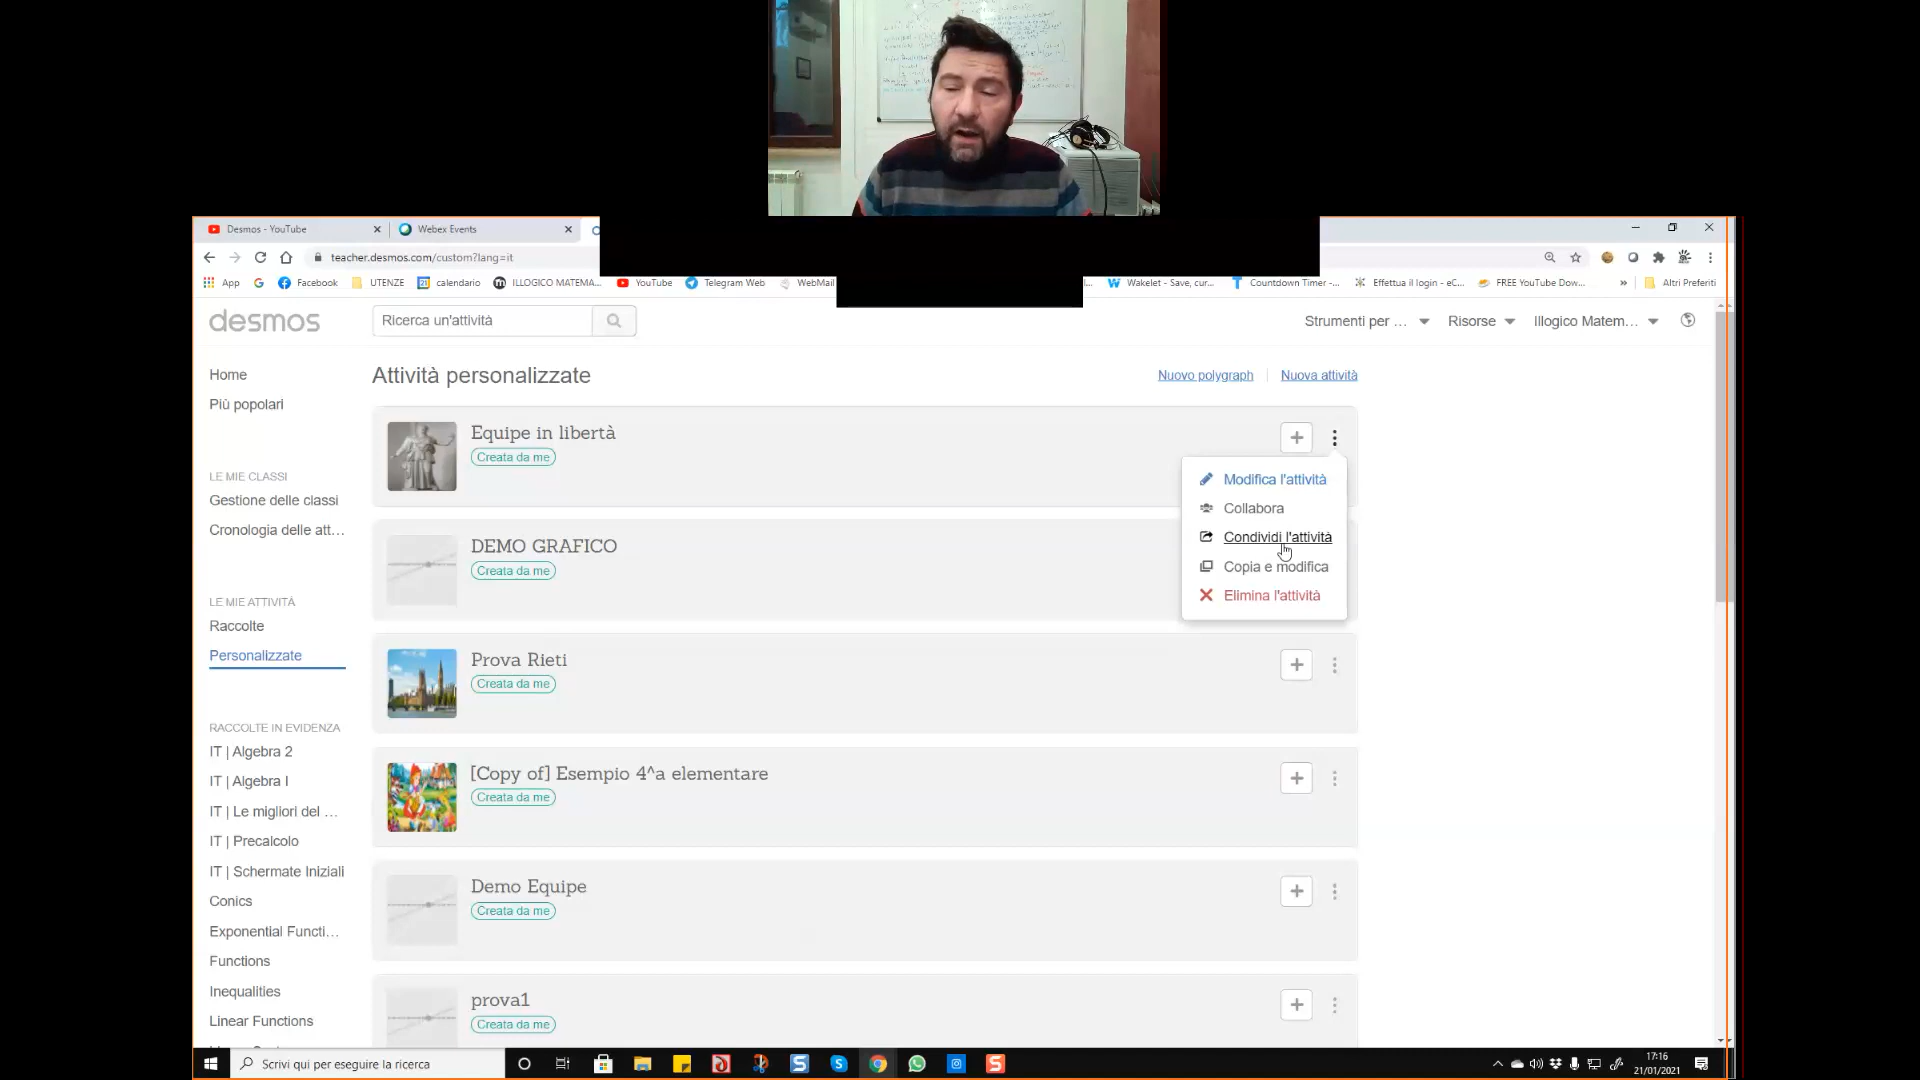 Desmos - YouTube
Webex Events
teacher.desmos.com/custom?lang=it
App
Facebook
UTENZE
calendario
ILLOGICO MATEMA...
YouTube
Telegram Web
WebMail
Wakelet - Save, cur...
Countdown Timer -...
Effettua il login - eC...
FREE YouTube Dow...
Altri Preferiti
desmos
Ricerca un'attività
Strumenti per ...
Risorse
Illogico Matem...
Home
Più popolari
LE MIE CLASSI
Gestione delle classi
Cronologia delle att...
LE MIE ATTIVITÀ
Raccolte
Personalizzate
RACCOLTE IN EVIDENZA
IT | Algebra 2
IT | Algebra I
IT | Le migliori del ...
IT | Precalcolo
IT | Schermate Iniziali
Conics
Exponential Functi...
Functions
Inequalities
Linear Functions
Attività personalizzate
Nuovo polygraph
Nuova attività
Equipe in libertà
Creata da me
Modifica l'attività
Collabora
Condividi l'attività
Copia e modifica
Elimina l'attività
DEMO GRAFICO
Creata da me
Prova Rieti
Creata da me
[Copy of] Esempio 4^a elementare
Creata da me
Demo Equipe
Creata da me
prova1
Creata da me
Scrivi qui per eseguire la ricerca
17:16
21/01/2021